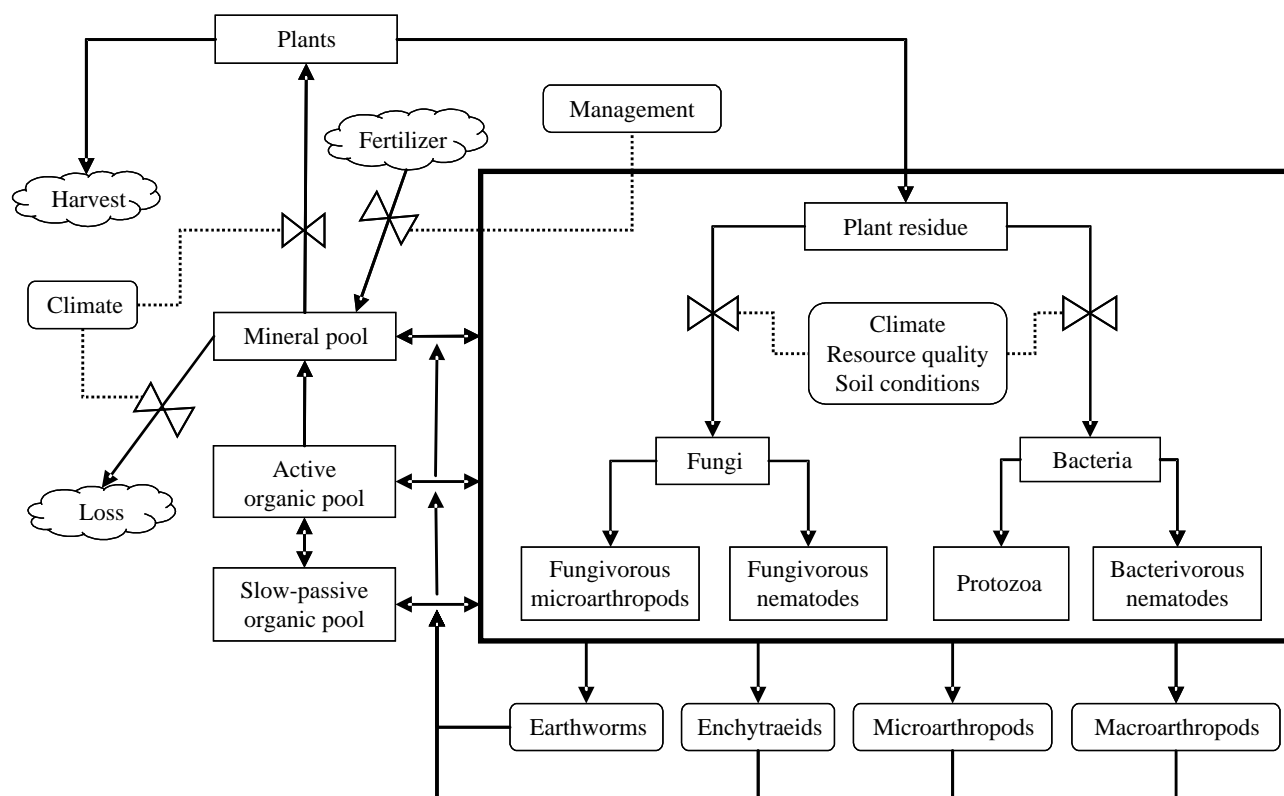 Plants
Management
Fertilizer
Harvest
Plant residue
Climate
Mineral pool
Climate
Resource quality
Soil conditions
Fungi
Bacteria
Active
organic pool
Loss
Slow-passive
organic pool
Fungivorous
microarthropods
Fungivorous
nematodes
Protozoa
Bacterivorous
nematodes
Earthworms
Enchytraeids
Microarthropods
Macroarthropods